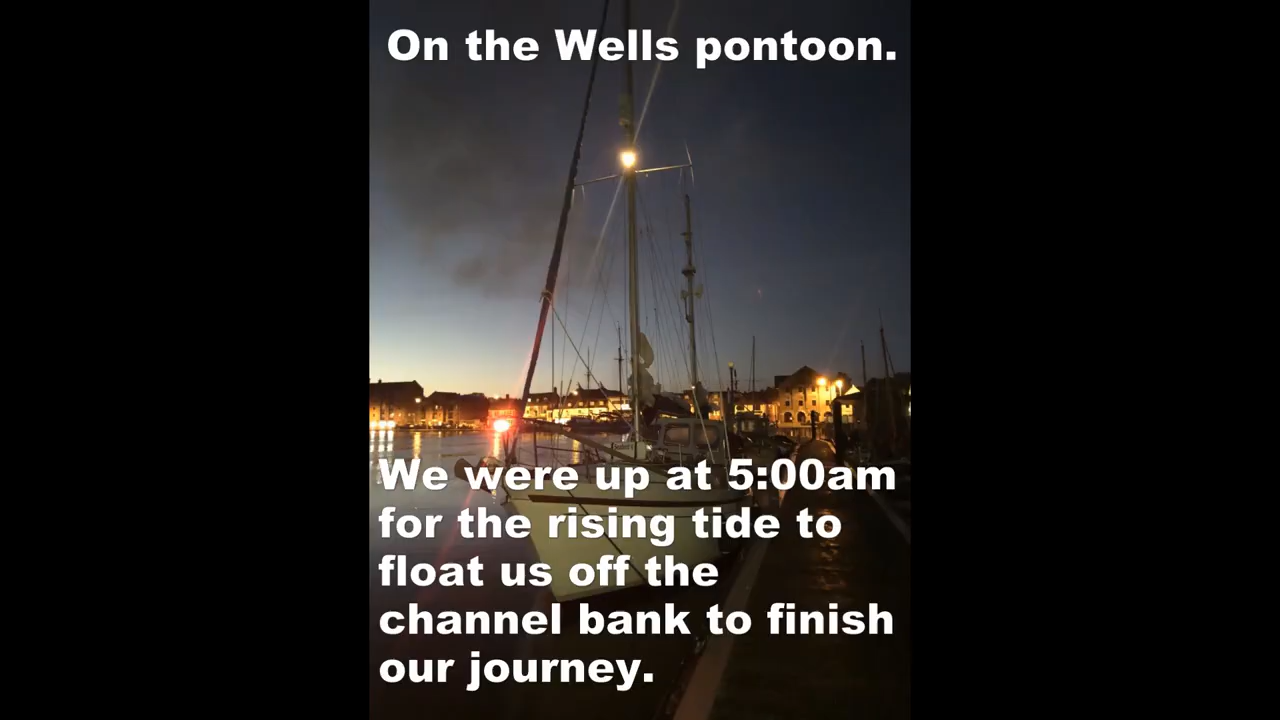 On the Wells pontoon.
We were up at 5:00am
for the rising tide to
float us off the
channel bank to finish
our journey.